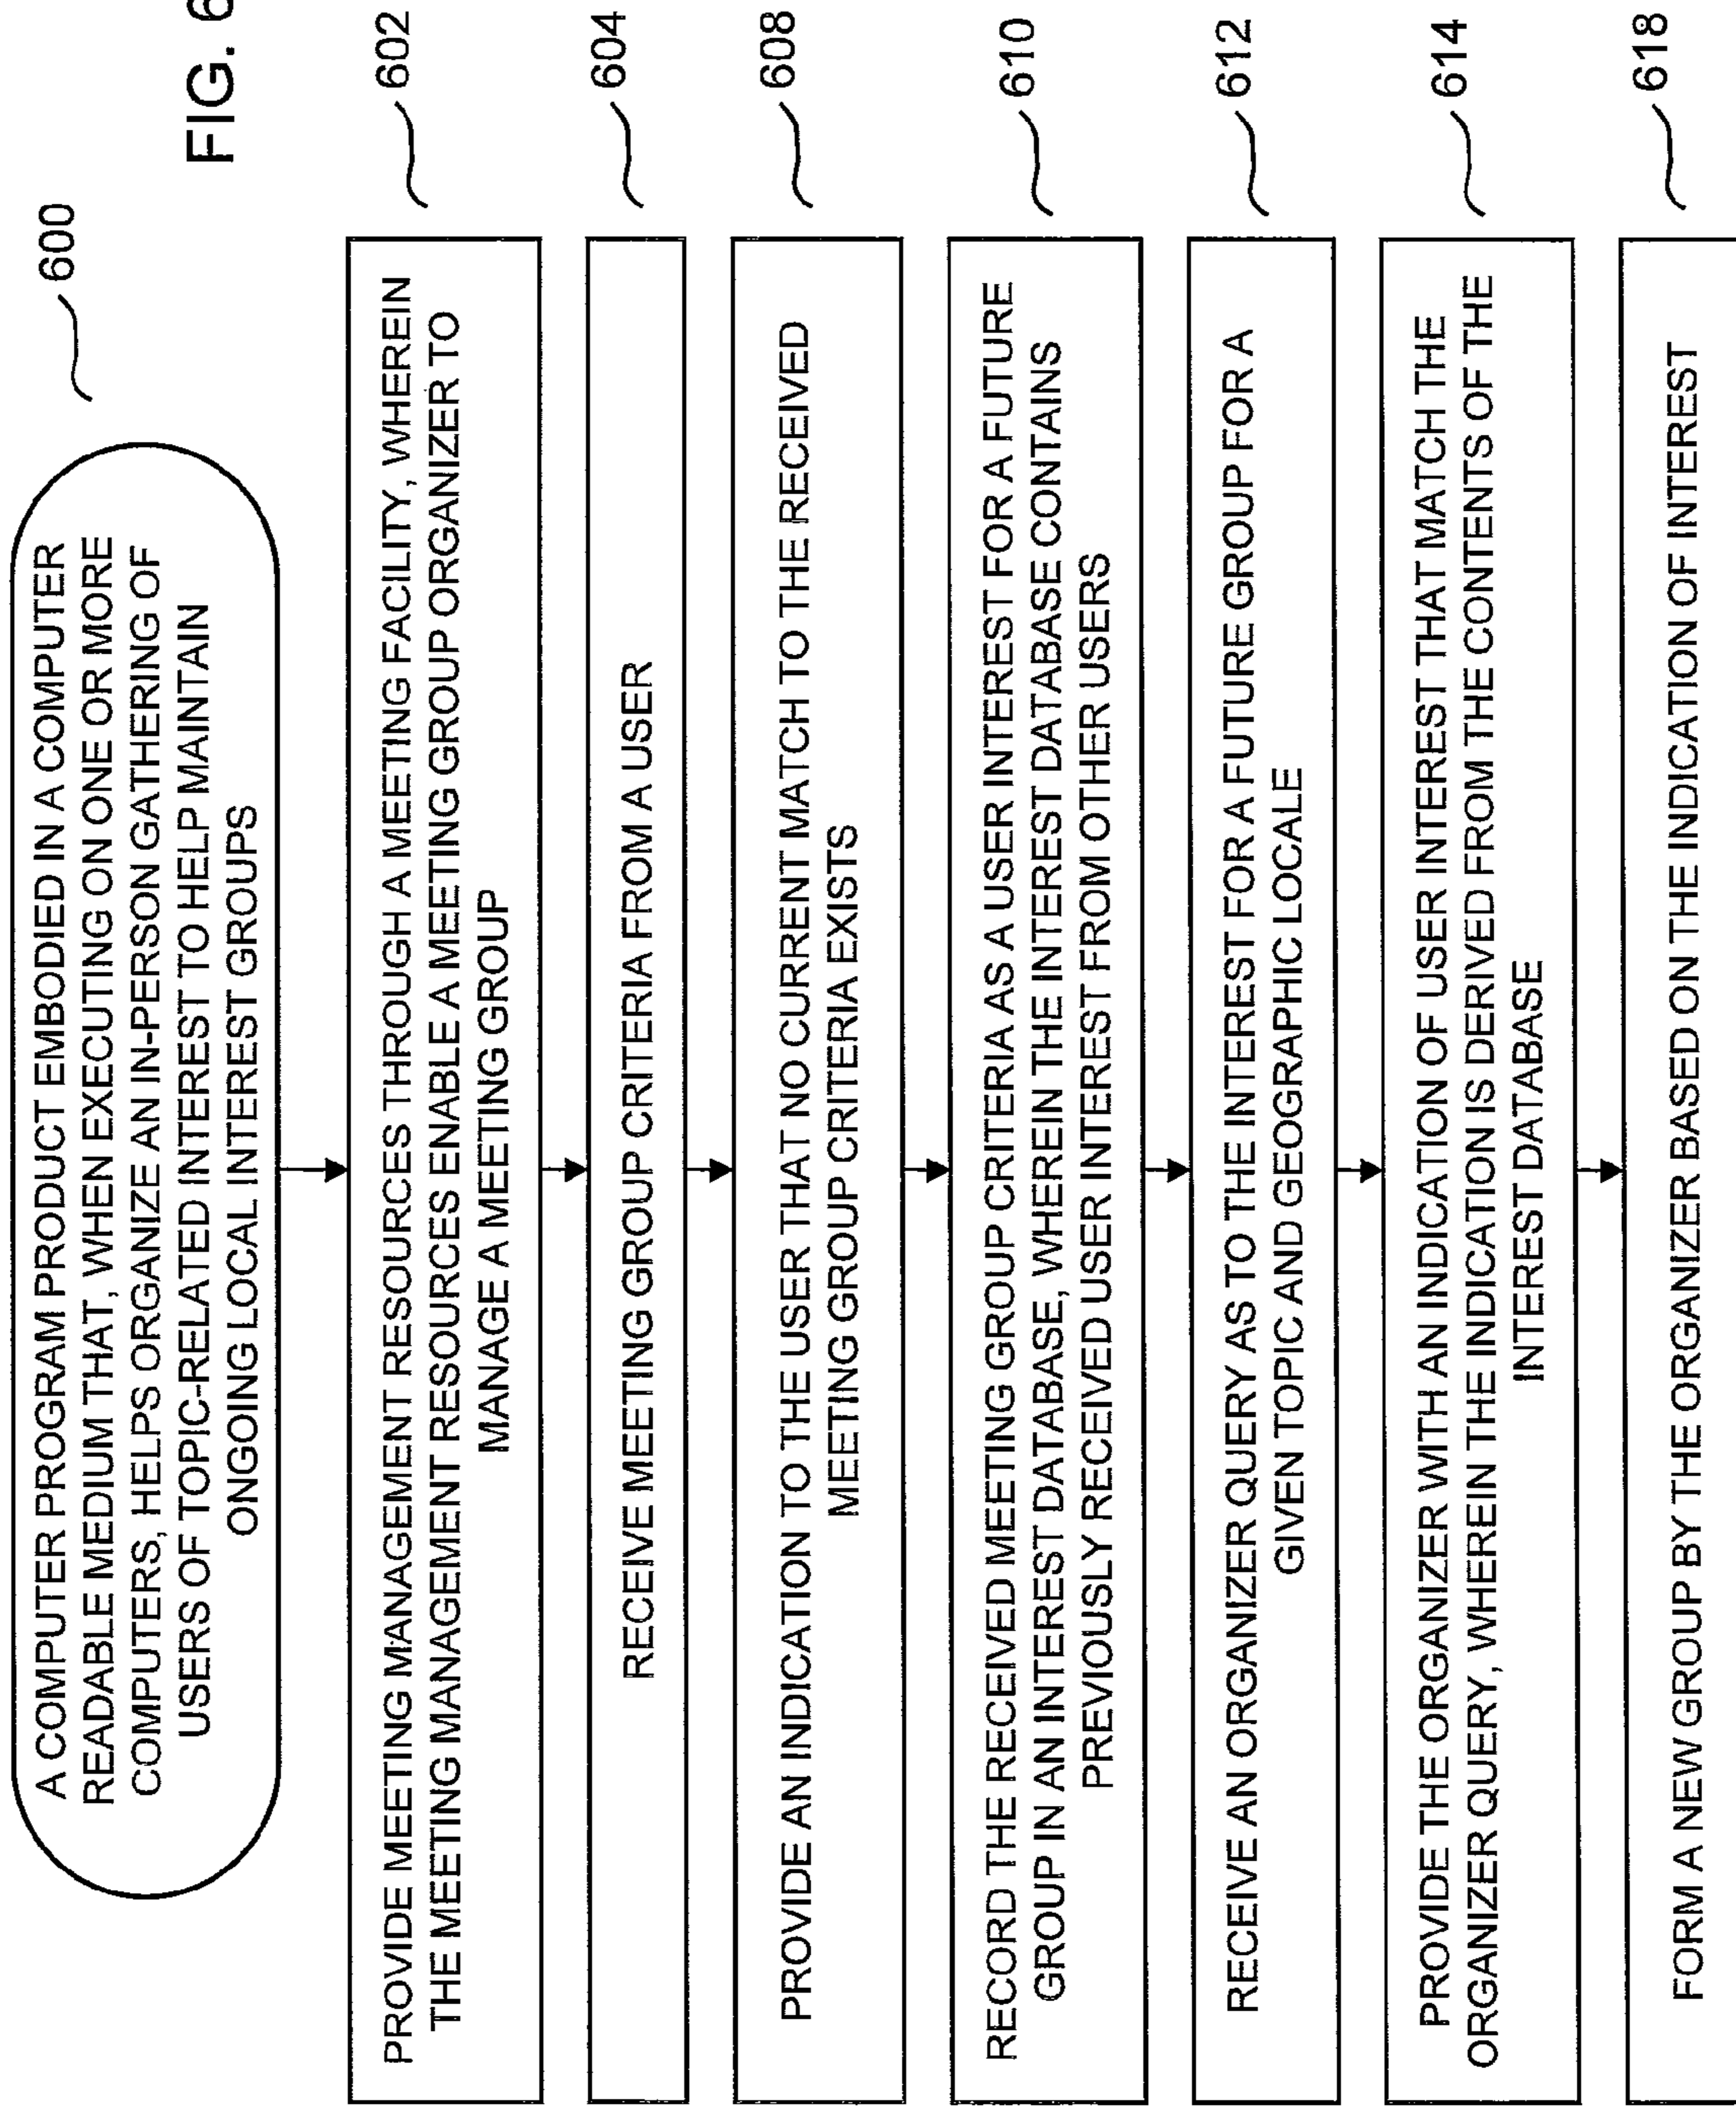 600
A COMPUTER PROGRAM PRODUCT EMBODIED IN A COMPUTER
READABLE MEDIUM THAT, WHEN EXECUTING ON ONE OR MORE
COMPUTERS, HELPS ORGANIZE AN IN-PERSON GATHERING OF
USERS OF TOPIC-RELATED INTEREST TO HELP MAINTAIN
ONGOING LOCAL INTEREST GROUPS
FIG. 6
602
PROVIDE MEETING MANAGEMENT RESOURCES THROUGH A MEETING FACILITY, WHEREIN
THE MEETING MANAGEMENT RESOURCES ENABLE A MEETING GROUP ORGANIZER TO
MANAGE A MEETING GROUP
604
RECEIVE MEETING GROUP CRITERIA FROM A USER
608
PROVIDE AN INDICATION TO THE USER THAT NO CURRENT MATCH TO THE RECEIVED
MEETING GROUP CRITERIA EXISTS
610
RECORD THE RECEIVED MEETING GROUP CRITERIA AS A USER INTEREST FOR A FUTURE
GROUP IN AN INTEREST DATABASE, WHEREIN THE INTEREST DATABASE CONTAINS
PREVIOUSLY RECEIVED USER INTEREST FROM OTHER USERS
612
RECEIVE AN ORGANIZER QUERY AS TO THE INTEREST FOR A FUTURE GROUP FOR A
GIVEN TOPIC AND GEOGRAPHIC LOCALE
614
PROVIDE THE ORGANIZER WITH AN INDICATION OF USER INTEREST THAT MATCH THE
ORGANIZER QUERY, WHEREIN THE INDICATION IS DERIVED FROM THE CONTENTS OF THE
INTEREST DATABASE
618
FORM A NEW GROUP BY THE ORGANIZER BASED ON THE INDICATION OF INTEREST